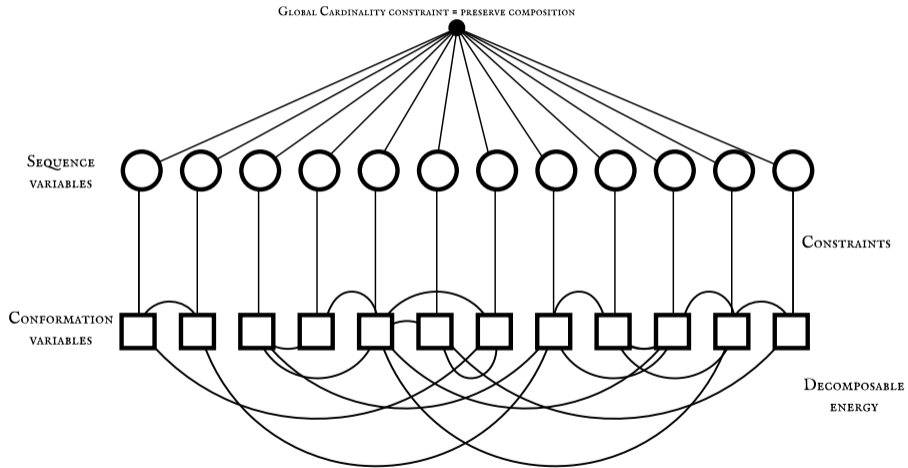 Global Cardinality constraint = preserve composition
Sequence
variables
Constraints
Conformation
variables
Decomposable
energy